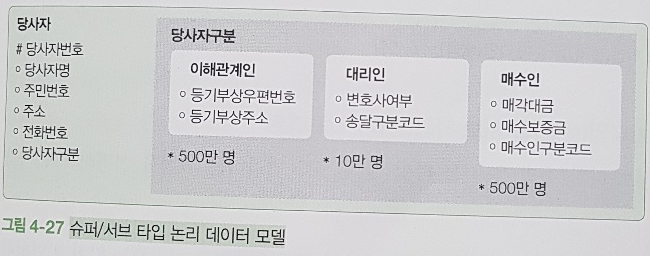 당사자
# 당사자번호
o 당사자명
o 주민번호
o 주소
o 전화번호
o 당사자구분
당사자구분
이해관계인
o 등기부상우편번호
o 등기부상주소
* 500만 명
대리인
o 변호사여부
o 송달구분코드
* 10만 명
매수인
o 매각대금
o 매수보증금
o 매수인구분코드
* 500만 명
그림 4-27 슈퍼/서브 타입 논리 데이터 모델